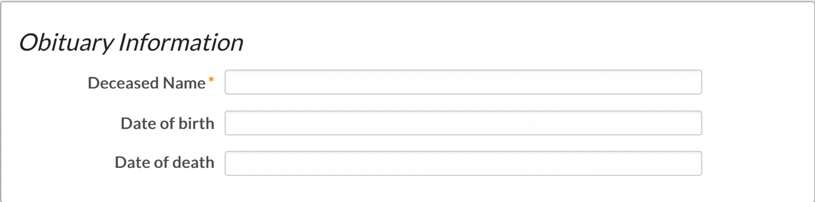 Obituary Information
Deceased Name*
Date of birth
Date of death